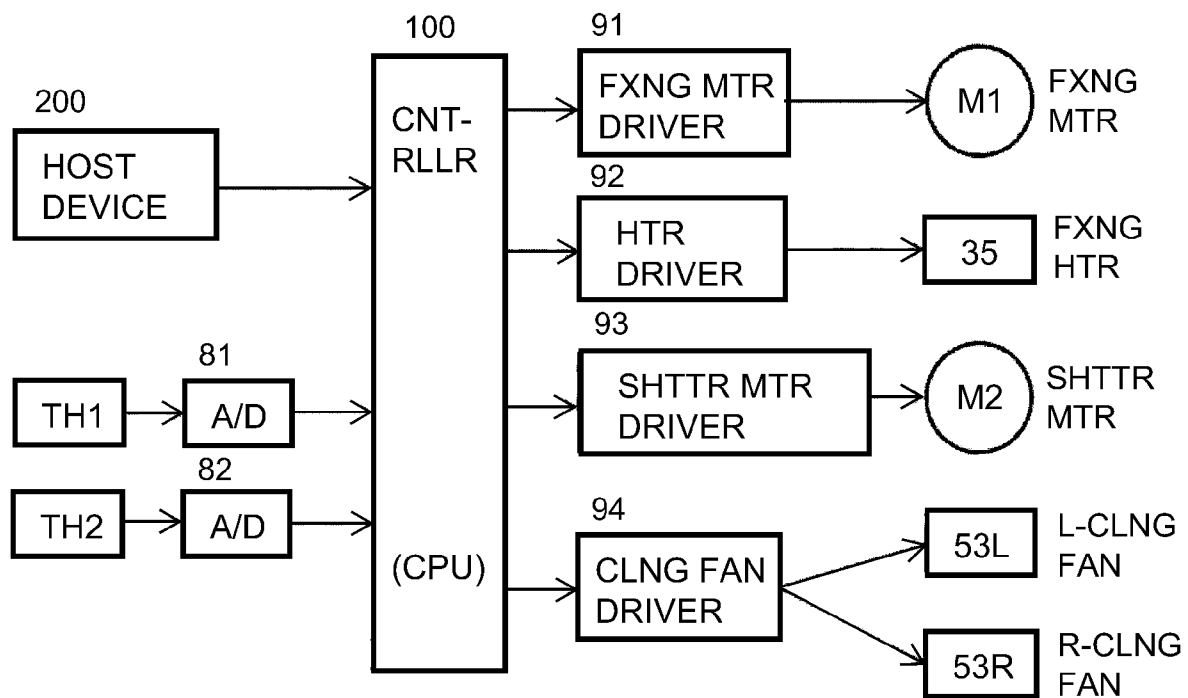 200
HOST
DEVICE
81
TH1
A/D
82
TH2
A/D
100
CNT-
RLLR
(CPU)
91
FXNG MTR
DRIVER
M1
FXNG
MTR
92
HTR
DRIVER
35
FXNG
HTR
93
SHTTR MTR
DRIVER
M2
SHTTR
MTR
94
CLNG FAN
DRIVER
53L
L-CLNG
FAN
53R
R-CLNG
FAN